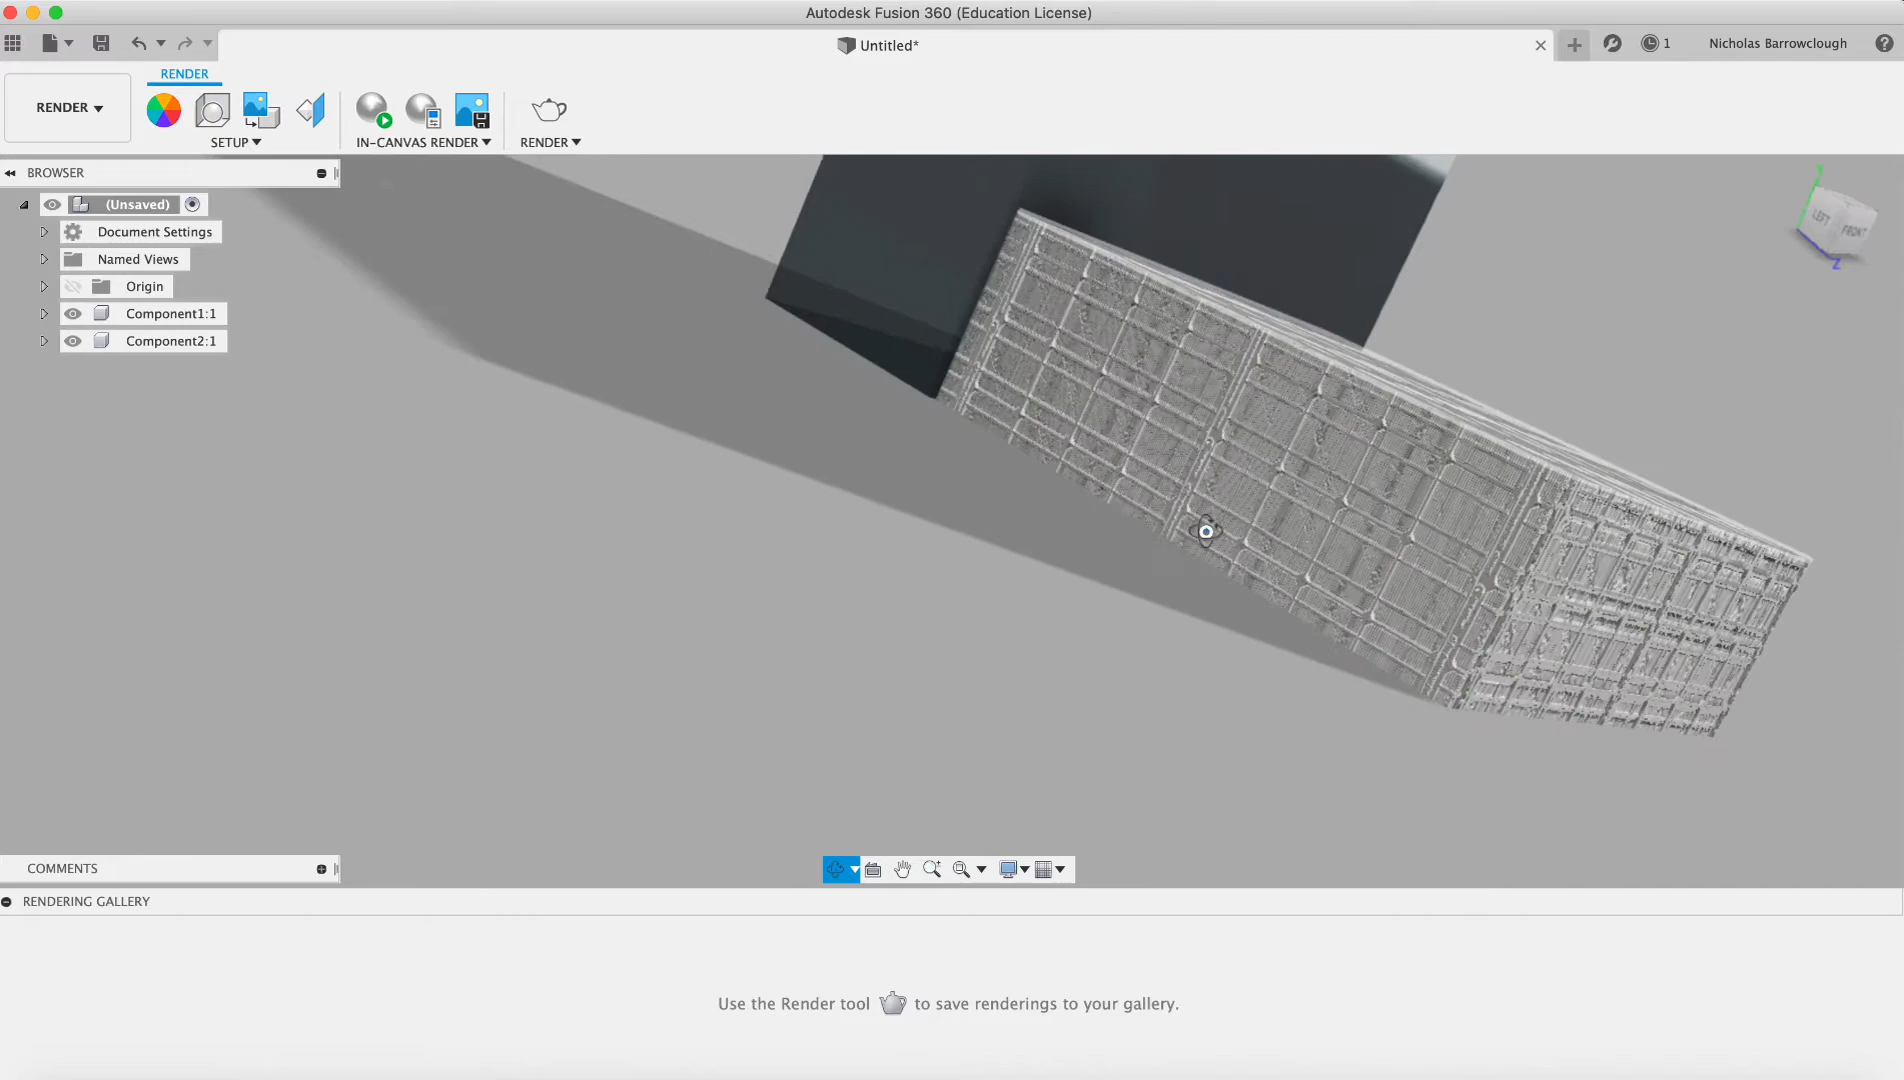 Autodesk Fusion 360 (Education License)
Untitled*
1
Nicholas Barrowclough
RENDER
RENDER
SETUP
IN-CANVAS RENDER
RENDER
BROWSER
(Unsaved)
Document Settings
Named Views
Origin
Component1:1
Component2:1
LEFT
FRONT
Z
COMMENTS
RENDERING GALLERY
Use the Render tool to save renderings to your gallery.